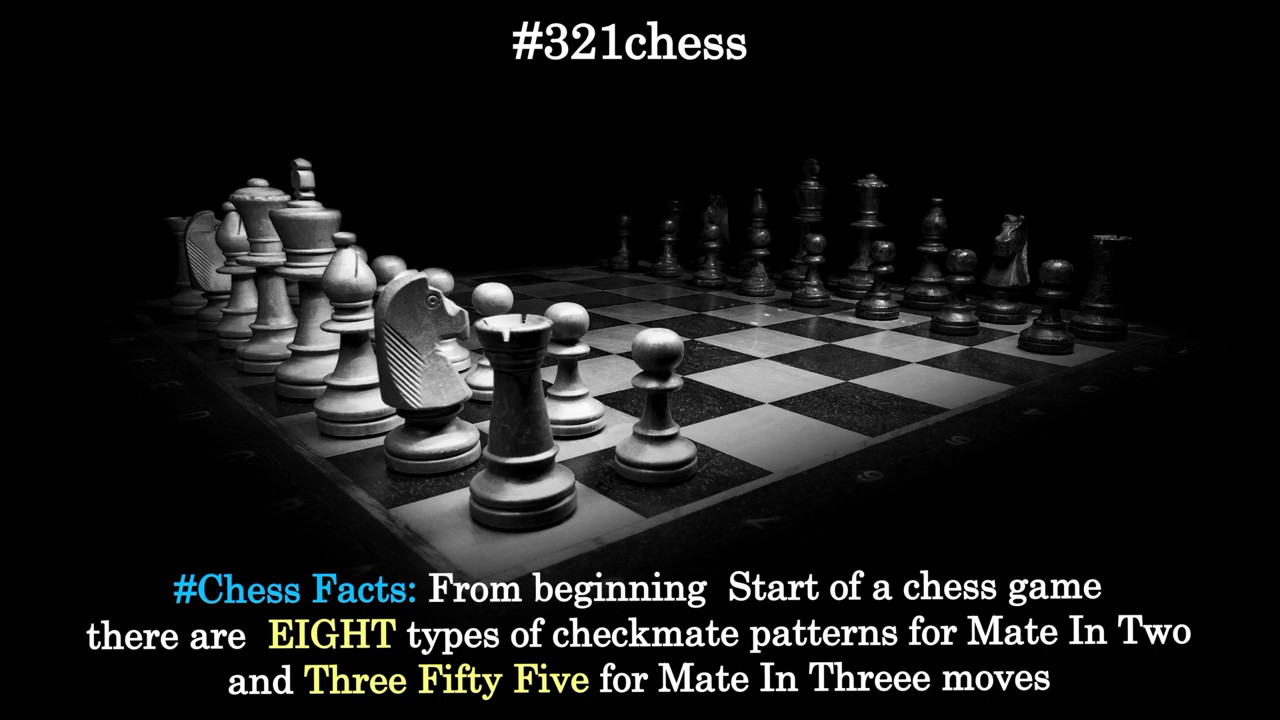 #321chess
#Chess Facts: From beginning Start of a chess game
there are EIGHT types of checkmate patterns for Mate In Two
and Three Fifty Five for Mate In Threee moves